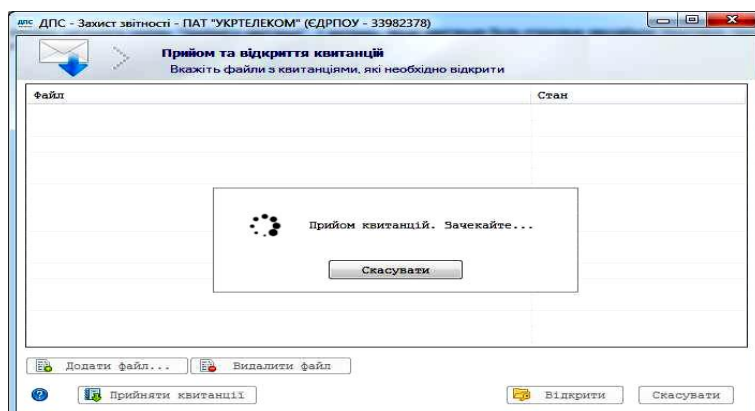 дпс ДПС - Захист звітності - ПАТ "УКРТЕЛЕКОМ" (ЄДРПОУ - 33982378)
Прийом та відкриття квитанцій
Вкажіть файли з квитанціями, які необхідно відкрити
Файл Стан
Прийом квитанцій. Зачекайте...
Скасувати
Додати файл... Видалити файл
Прийняти квитанції Відкрити Скасувати